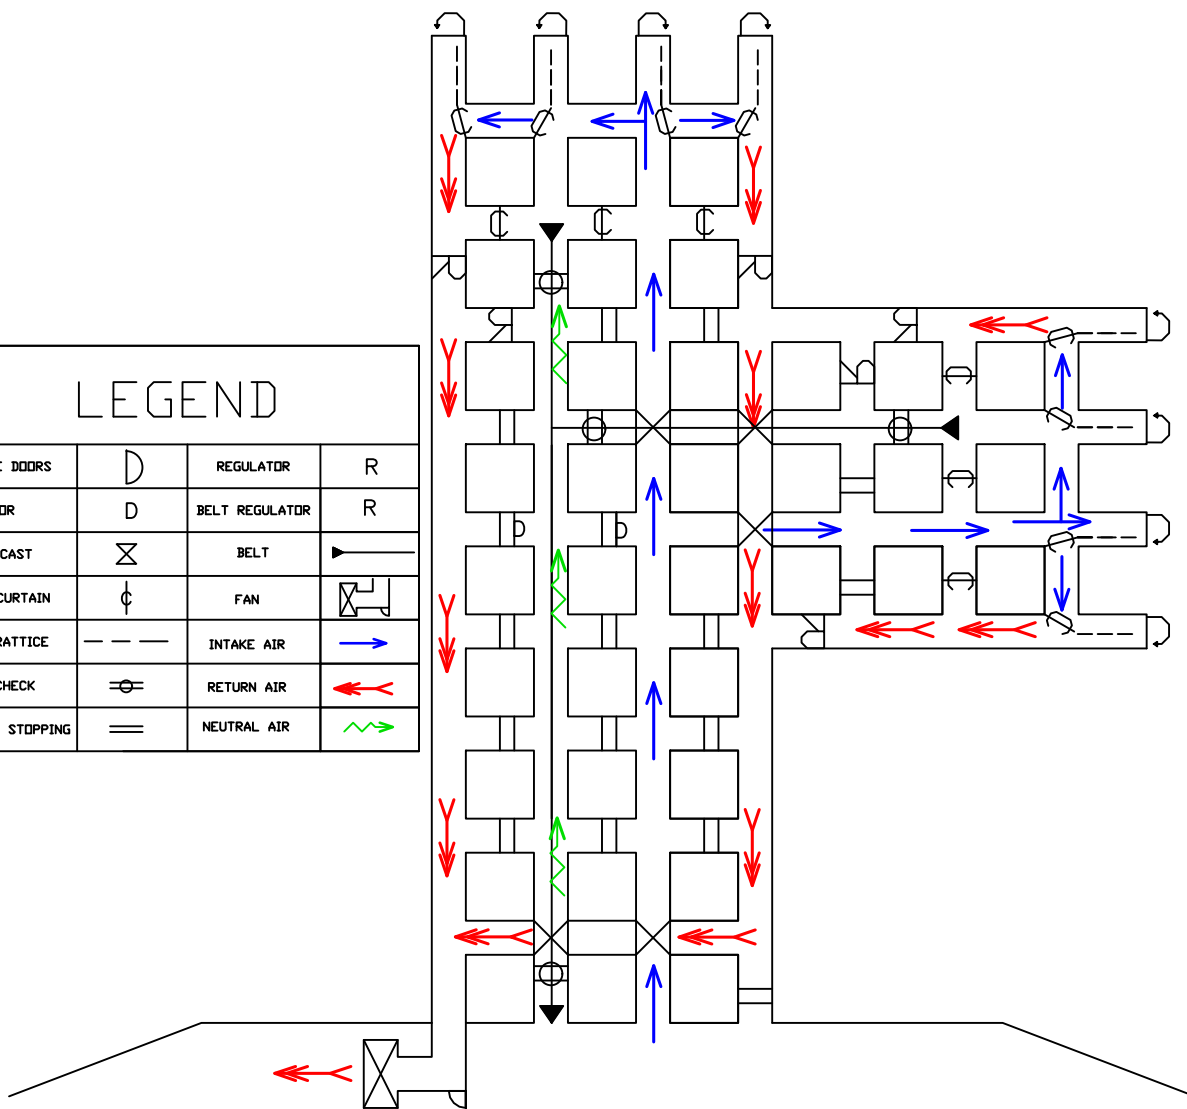 LEGEND
DOORS REGULATOR R
OR D BELT REGULATOR R
CAST BELT
CURTAIN FAN
RATTICE INTAKE AIR
CHECK RETURN AIR
STOPPING NEUTRAL AIR